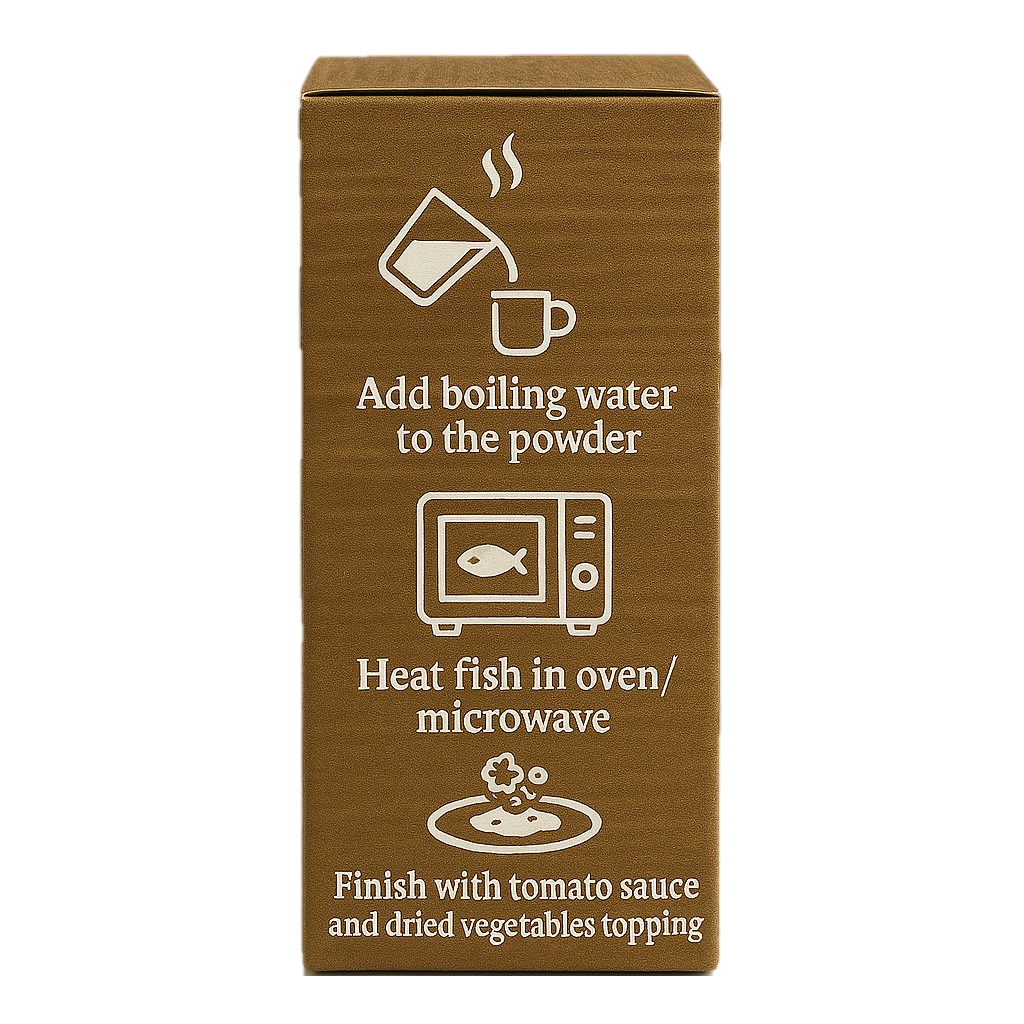 Add boiling water
to the powder
Heat fish in oven/
microwave
Finish with tomato sauce
and dried vegetables topping